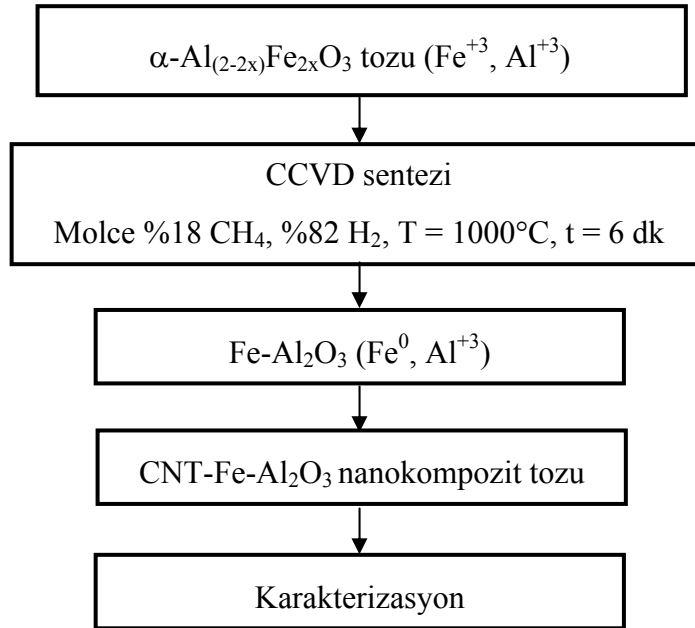 α-Al(2-2x)Fe2xO3 tozu (Fe+3, Al+3)
CCVD sentezi
Molce %18 CH4, %82 H2, T = 1000°C, t = 6 dk
Fe-Al2O3 (Fe0, Al+3)
CNT-Fe-Al2O3 nanokompozit tozu
Karakterizasyon